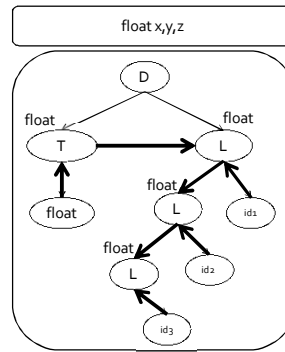 float x,y,z
D
float float
T L
float
float L id1
float
L id2
id3